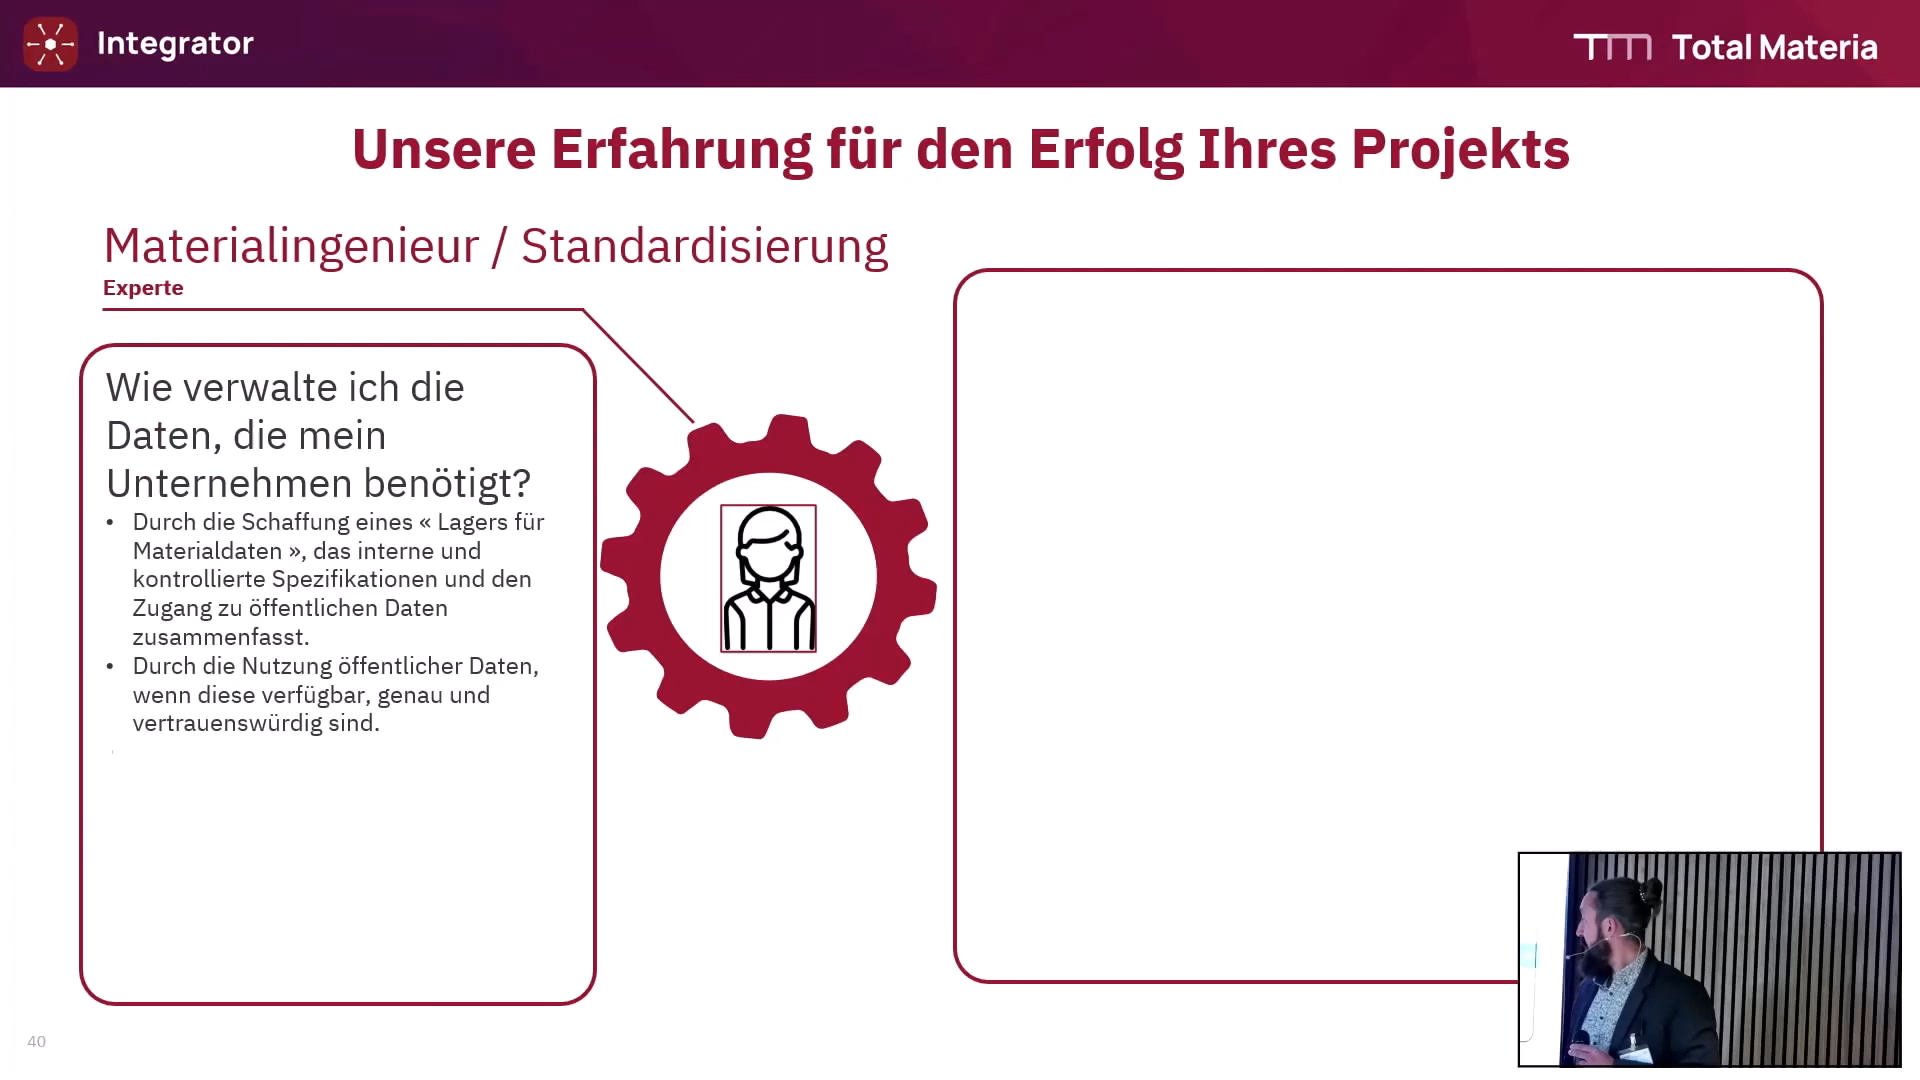 Integrator
TM Total Materia
Unsere Erfahrung für den Erfolg Ihres Projekts
Materialingenieur / Standardisierung
Experte
Wie verwalte ich die
Daten, die mein
Unternehmen benötigt?
• Durch die Schaffung eines « Lagers für
Materialdaten », das interne und
kontrollierte Spezifikationen und den
Zugang zu öffentlichen Daten
zusammenfasst.
• Durch die Nutzung öffentlicher Daten,
wenn diese verfügbar, genau und
vertrauenswürdig sind.
40